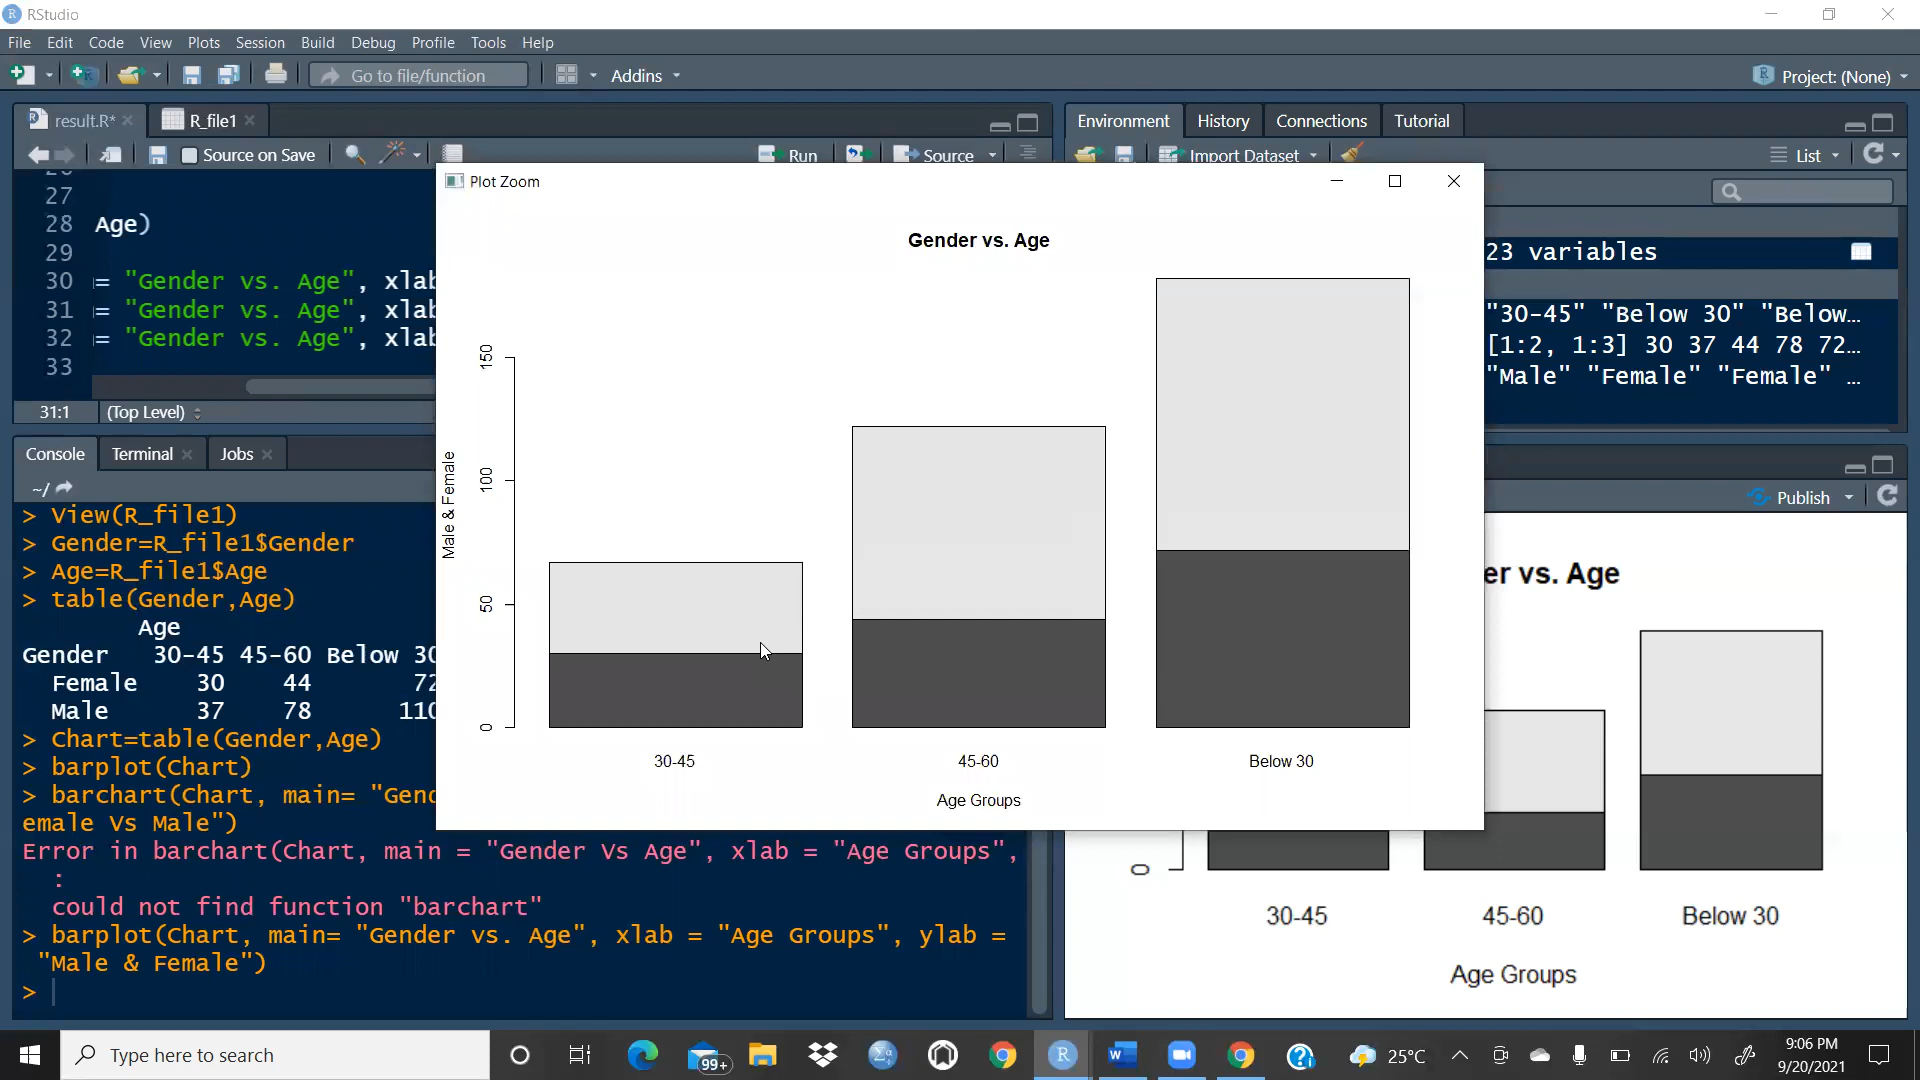 RStudio
File Edit Code View Plots Session Build Debug Profile Tools Help
Go to file/function Addins Project: (None)
result.R* R_file1
Source on Save Run Source
27
28 Age)
29
30 = "Gender vs. Age", xlab
31 = "Gender vs. Age", xlab
32 = "Gender vs. Age", xlab
33
31:1 (Top Level)
Environment History Connections Tutorial
Import Dataset List
23 variables
"30-45" "Below 30" "Below…
[1:2, 1:3] 30 37 44 78 72…
"Male" "Female" "Female" …
Console Terminal Jobs
~/
> View(R_file1)
> Gender=R_file1$Gender
> Age=R_file1$Age
> table(Gender,Age)
Age
Gender 30-45 45-60 Below 30
Female 30 44 72
Male 37 78 110
> Chart=table(Gender,Age)
> barplot(Chart)
> barchart(Chart, main= "Gend
emale Vs Male")
Error in barchart(Chart, main = "Gender Vs Age", xlab = "Age Groups",
:
could not find function "barchart"
> barplot(Chart, main= "Gender vs. Age", xlab = "Age Groups", ylab =
"Male & Female")
>
Plot Zoom
Gender vs. Age
Male & Female
150
100
50
0
30-45 45-60 Below 30
Age Groups
Publish
er vs. Age
0
30-45 45-60 Below 30
Age Groups
Type here to search
99+
25°C
9:06 PM
9/20/2021